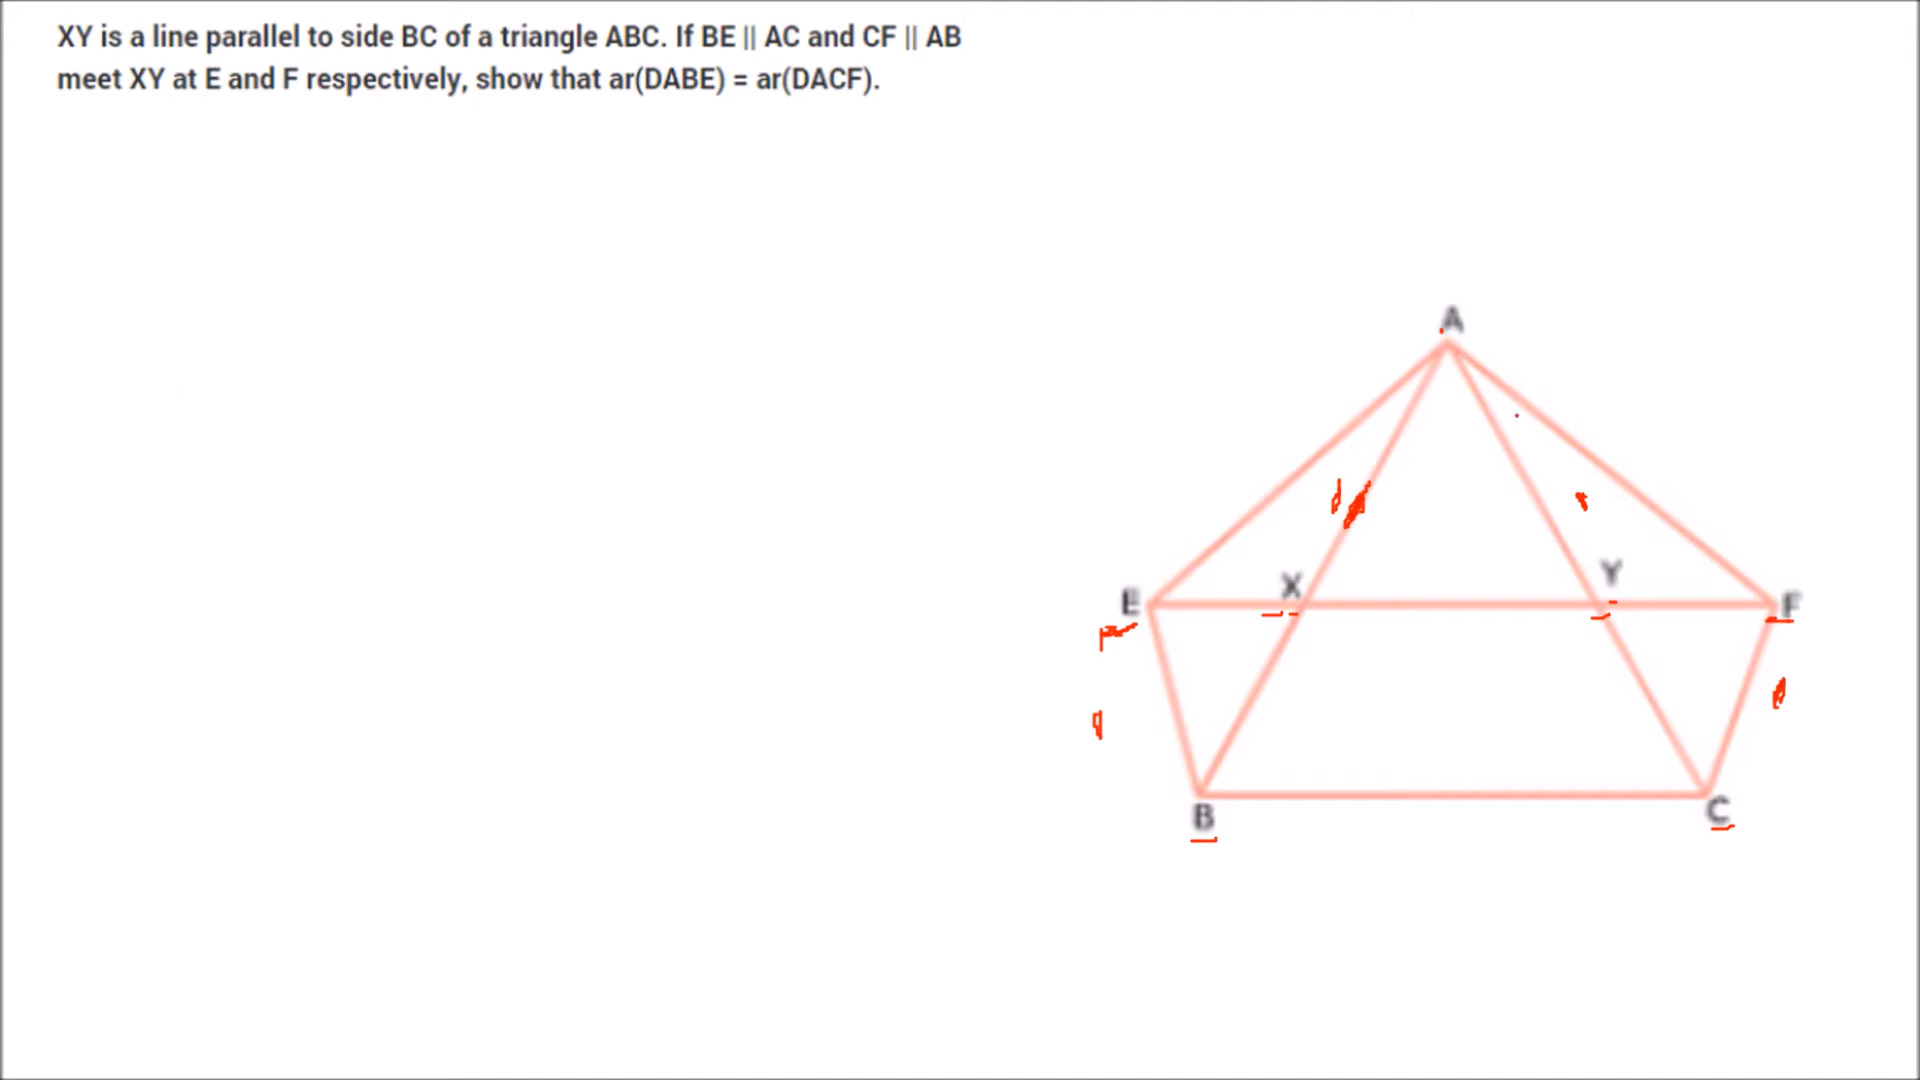 XY is a line parallel to side BC of a triangle ABC. If BE || AC and CF || AB
meet XY at E and F respectively, show that ar(DABE) = ar(DACF).
A
X
Y
E
F
B
C